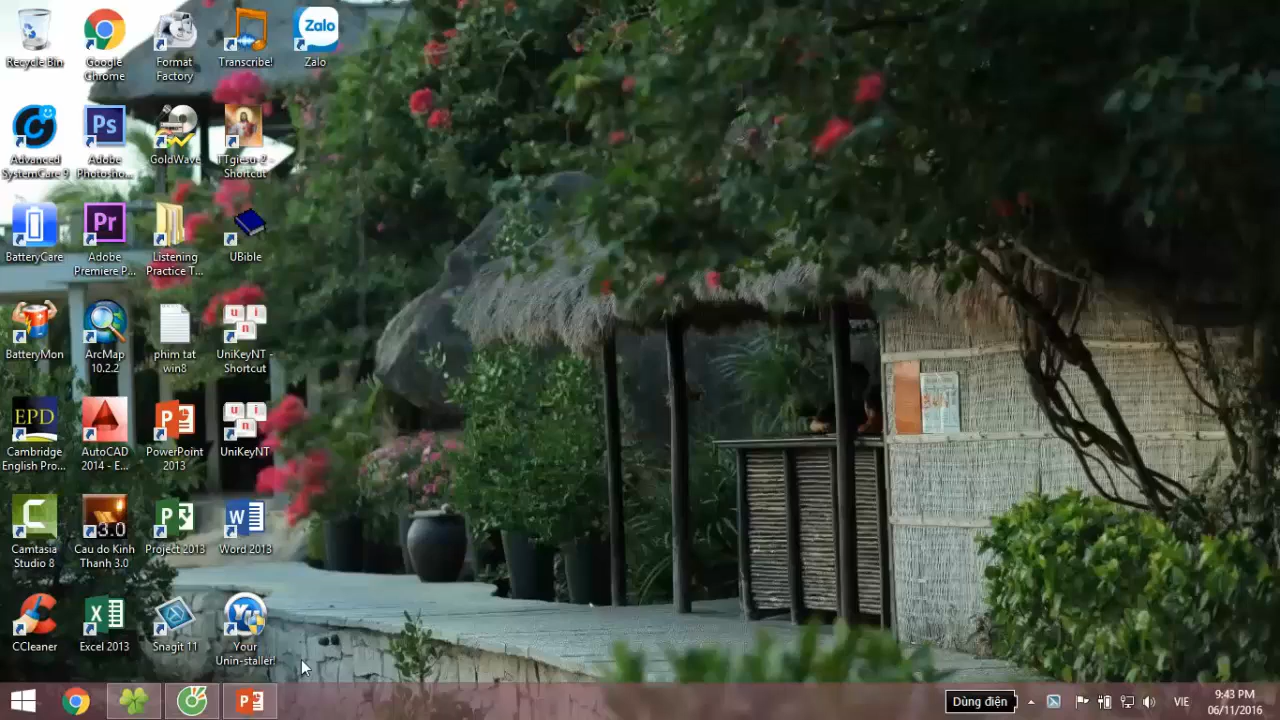 Recycle Bin
Google
Chrome
Format
Factory
Transcribe!
Zalo
Zalo
Advanced
SystemCare 9
Ps
Adobe
Photosho...
GoldWave
TTgiesu-2 -
Shortcut
BatteryCare
Pr
Adobe
Premiere P...
Listening
Practice T...
UBible
BatteryMon
ArcMap
10.2.2
phim tat
win8
u
n
UniKeyNT -
Shortcut
EPD
Cambridge
English Pro...
AutoCAD
2014 - E...
P
PowerPoint
2013
u i
n
UniKeyNT
Camtasia
Studio 8
3.0
Cau do Kinh
Thanh 3.0
P
Project 2013
W
Word 2013
CCleaner
X
Excel 2013
Snagit 11
Your
Unin-staller!
P
Dùng điện
VIE
9:43 PM
06/11/2016